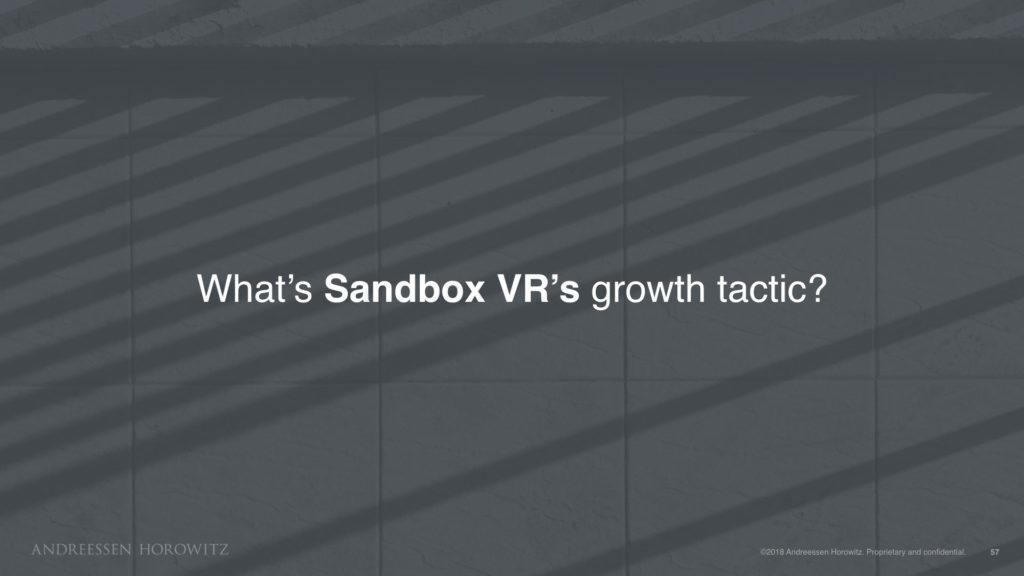 What’s Sandbox VR’s growth tactic?
ANDREESSEN HOROWITZ
©2018 Andreessen Horowitz. Proprietary and confidential.
57